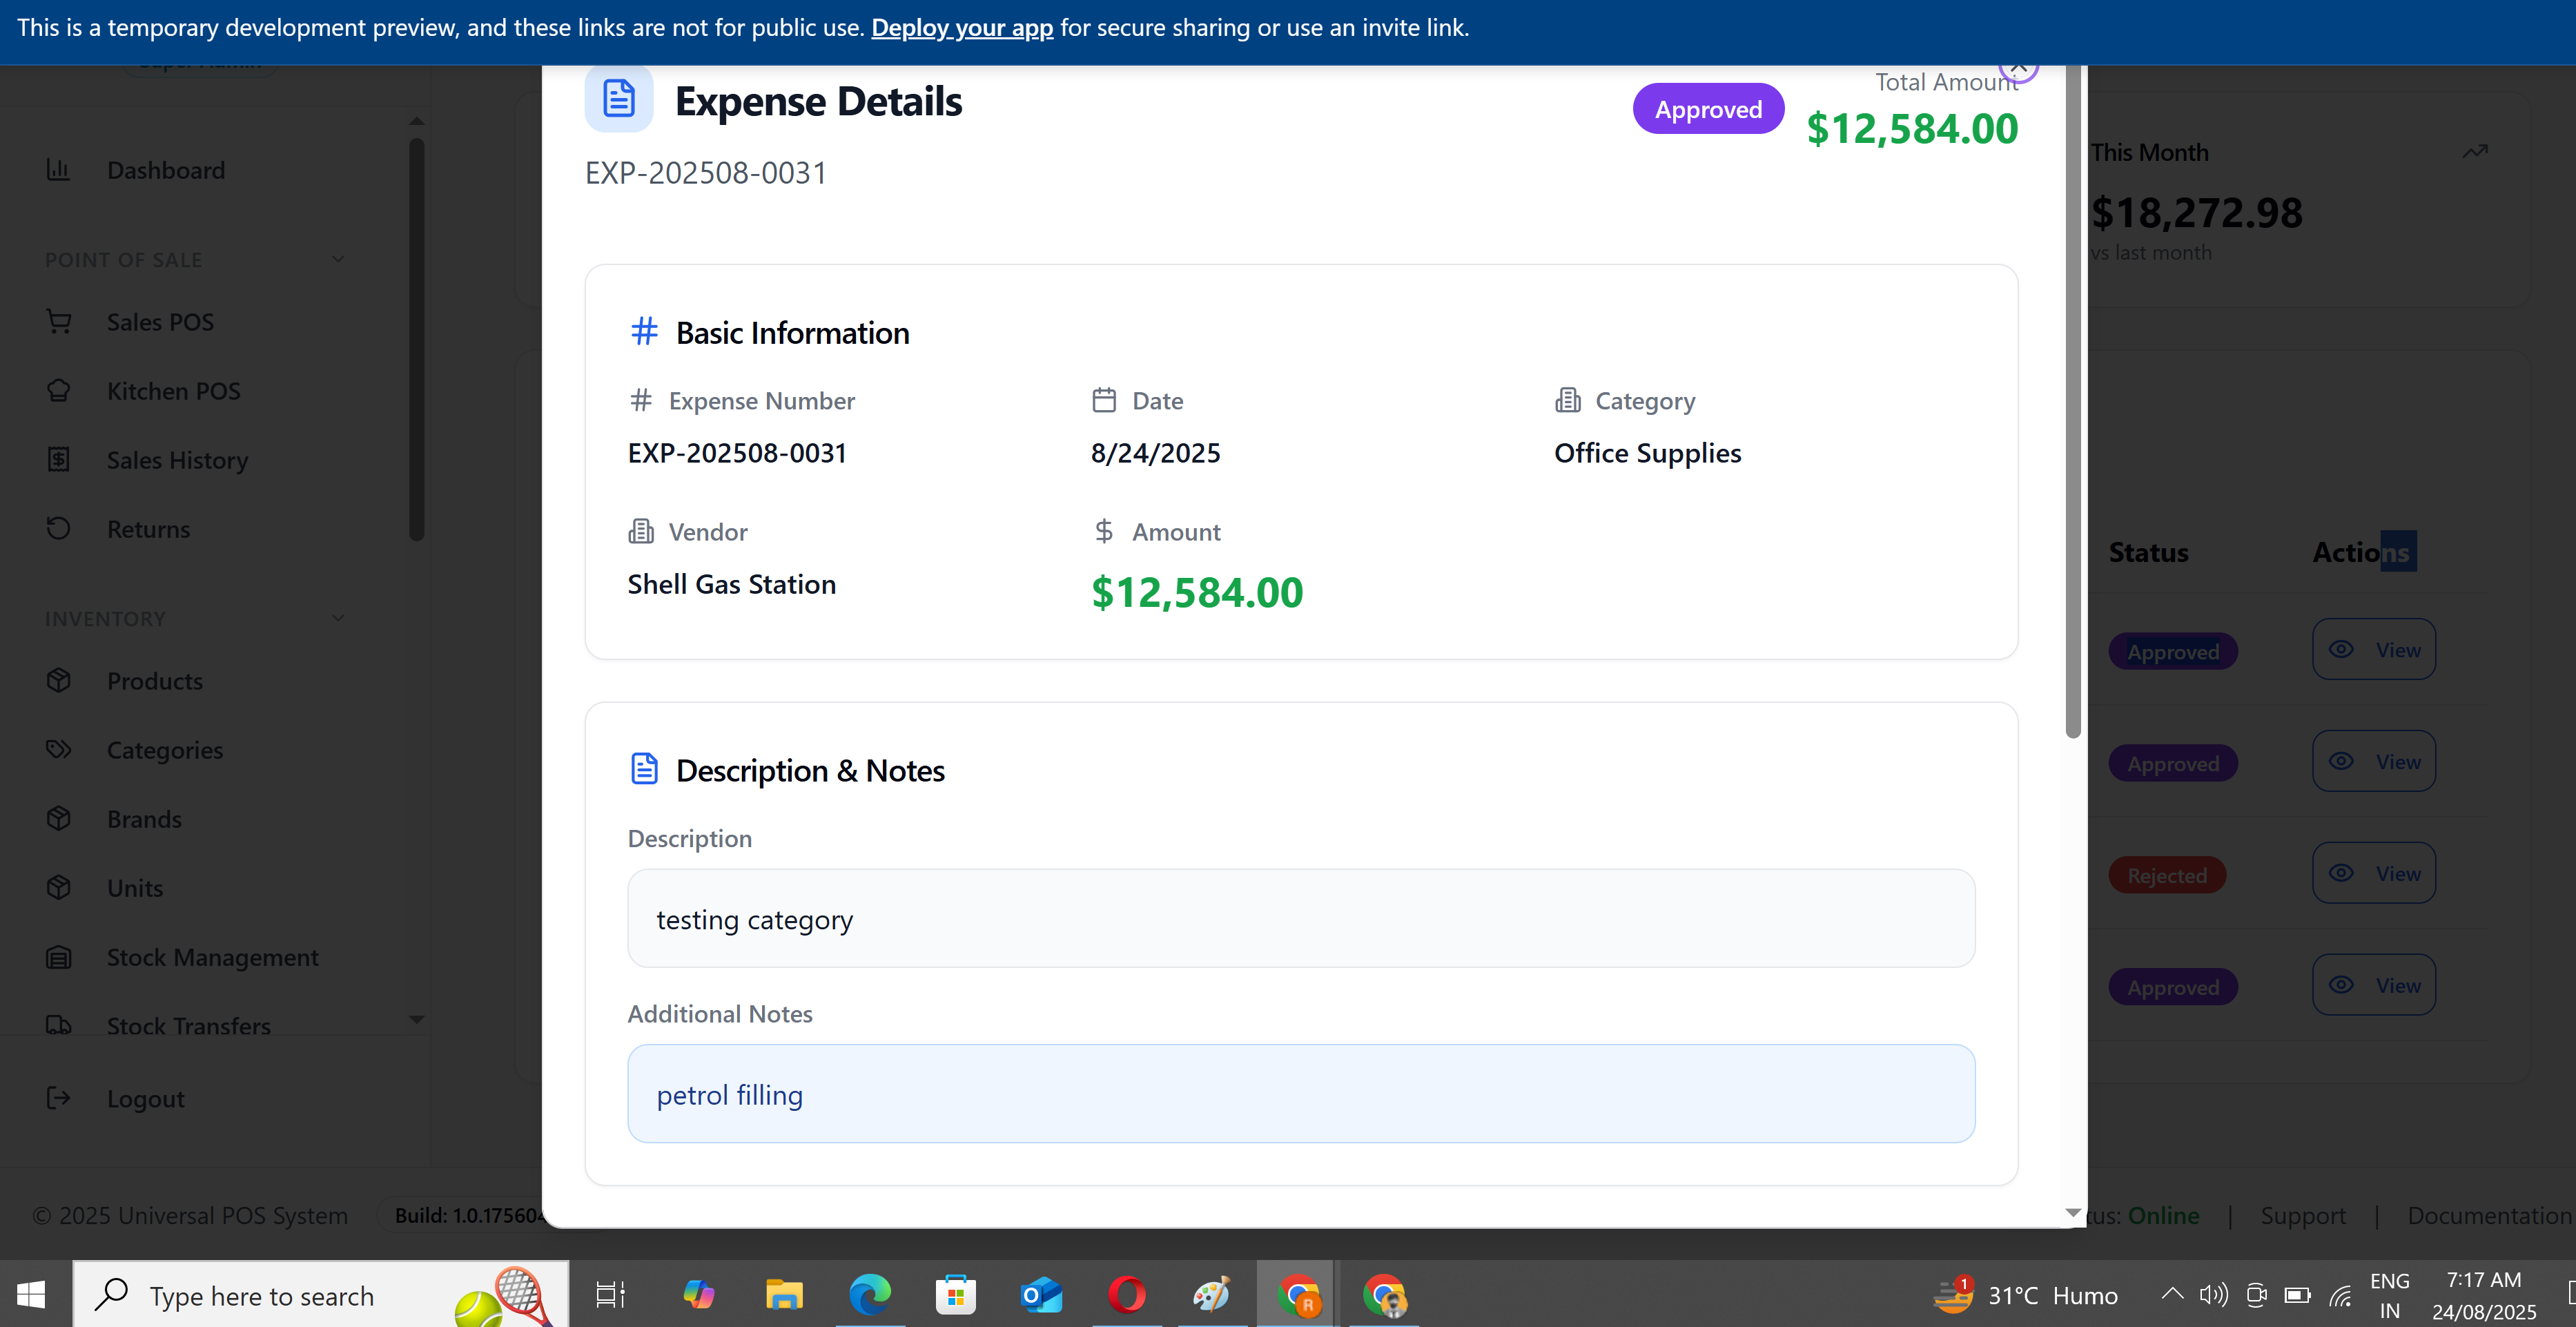 This is a temporary development preview, and these links are not for public use. Deploy your app for secure sharing or use an invite link.
Dashboard
POINT OF SALE
Sales POS
Kitchen POS
Sales History
Returns
INVENTORY
Products
Categories
Brands
Units
Stock Management
Stock Transfers
Logout
Expense Details
EXP-202508-0031
Approved
Total Amount
$12,584.00
Basic Information
Expense Number
EXP-202508-0031
Date
8/24/2025
Category
Office Supplies
Vendor
Shell Gas Station
Amount
$12,584.00
Description & Notes
Description
testing category
Additional Notes
petrol filling
This Month
$18,272.98
vs last month
Status Actions
Approved View
Approved View
Rejected View
Approved View
© 2025 Universal POS System Build: 1.0.175604
tus: Online | Support | Documentation
Type here to search
1
31°C Humo
ENG
IN
7:17 AM
24/08/2025
R